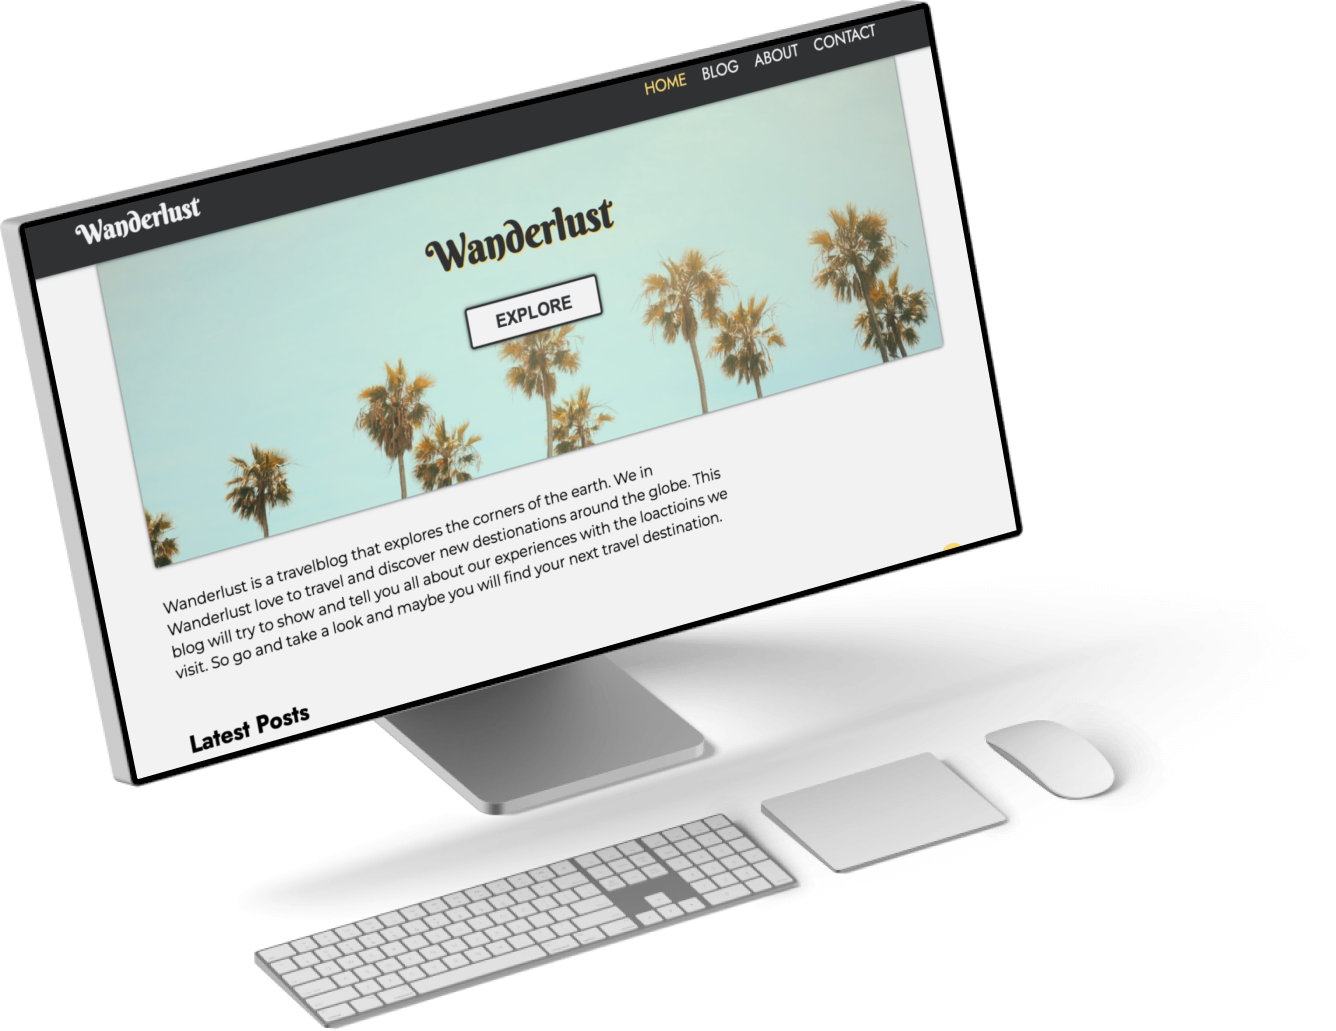 Wanderlust
HOME BLOG ABOUT CONTACT
Wanderlust
EXPLORE
Wanderlust is a travelblog that explores the corners of the earth. We in
Wanderlust love to travel and discover new destionations around the globe. This
blog will try to show and tell you all about our experiences with the loactioins we
visit. So go and take a look and maybe you will find your next travel destination.
Latest Posts